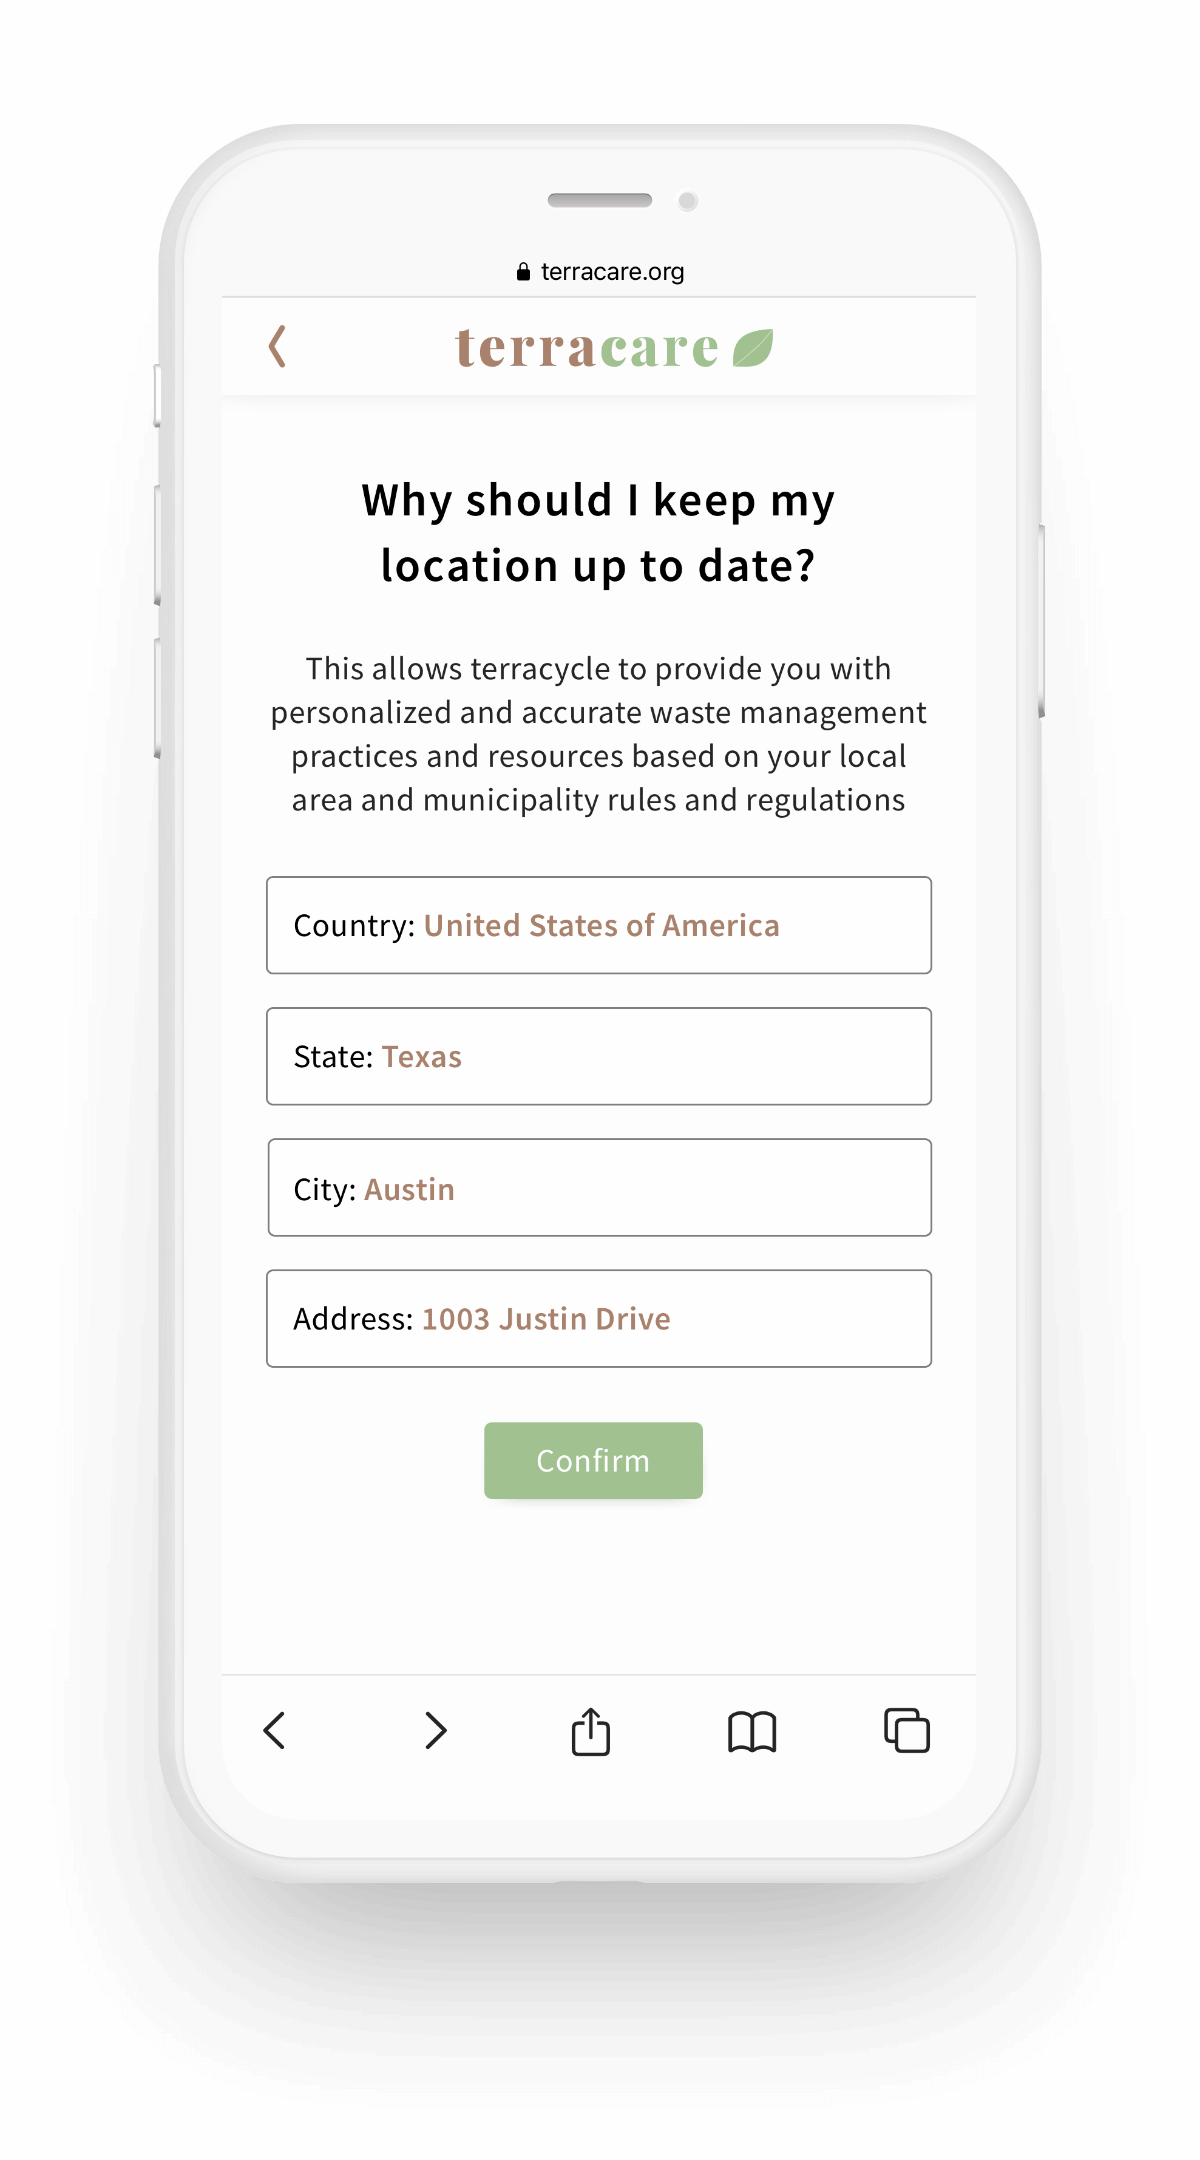 terracare.org
terracare
Why should I keep my
location up to date?
This allows terracycle to provide you with
personalized and accurate waste management
practices and resources based on your local
area and municipality rules and regulations
Country: United States of America
State: Texas
City: Austin
Address: 1003 Justin Drive
Confirm